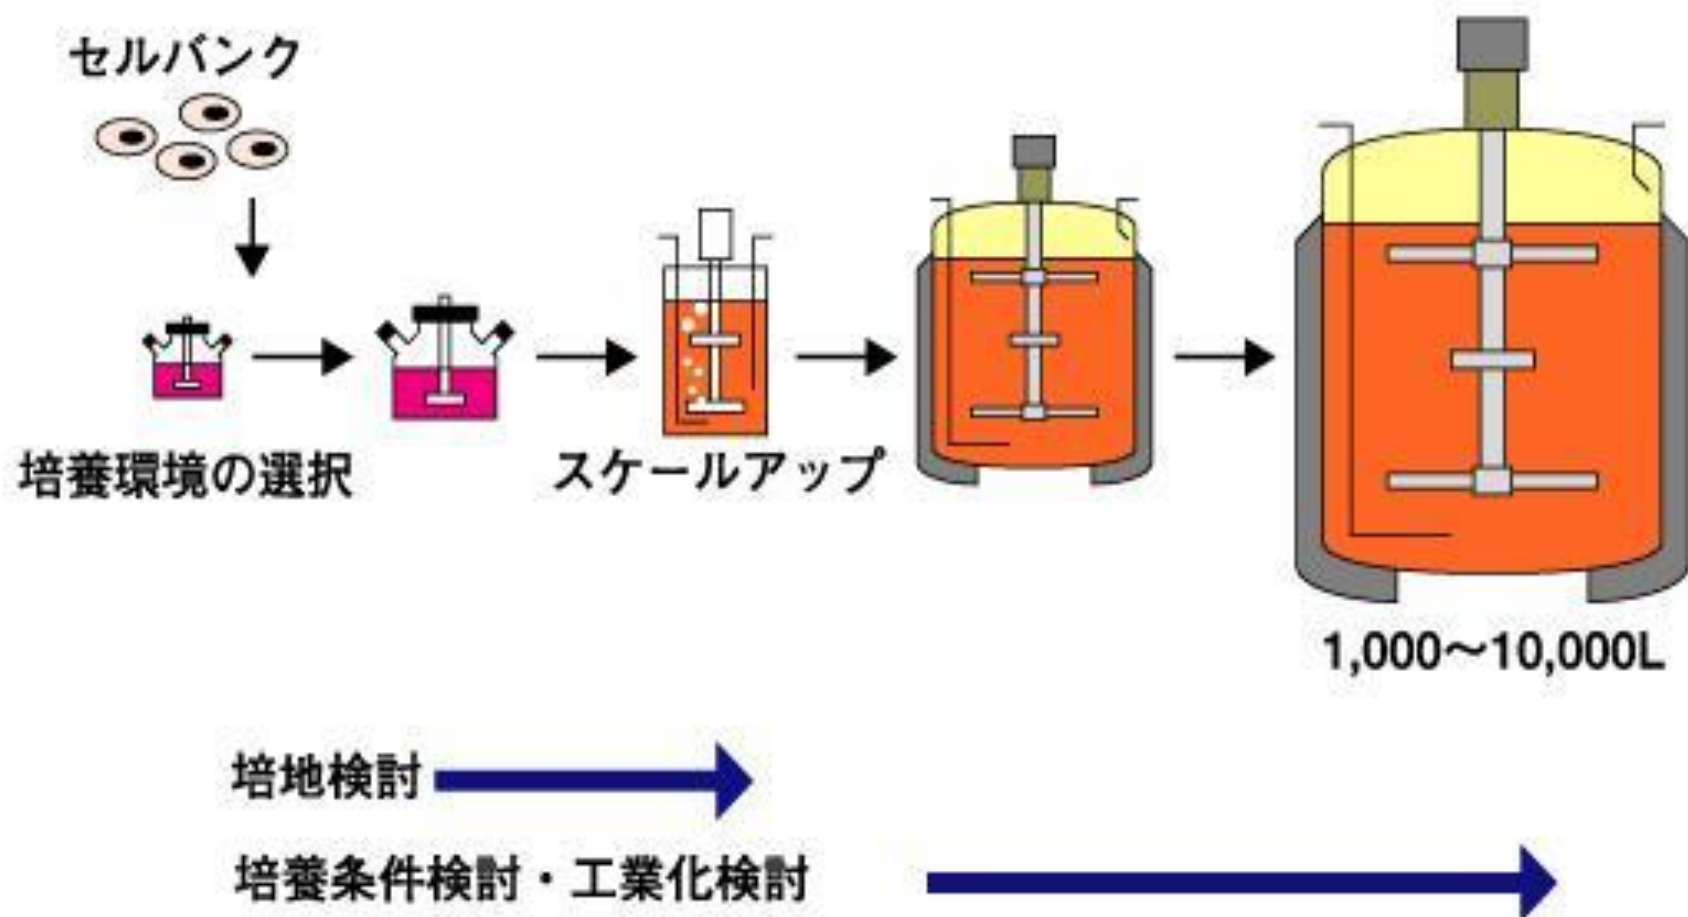 セルバンク
培養環境の選択
スケールアップ
1,000～10,000L
培地検討
培養条件検討・工業化検討